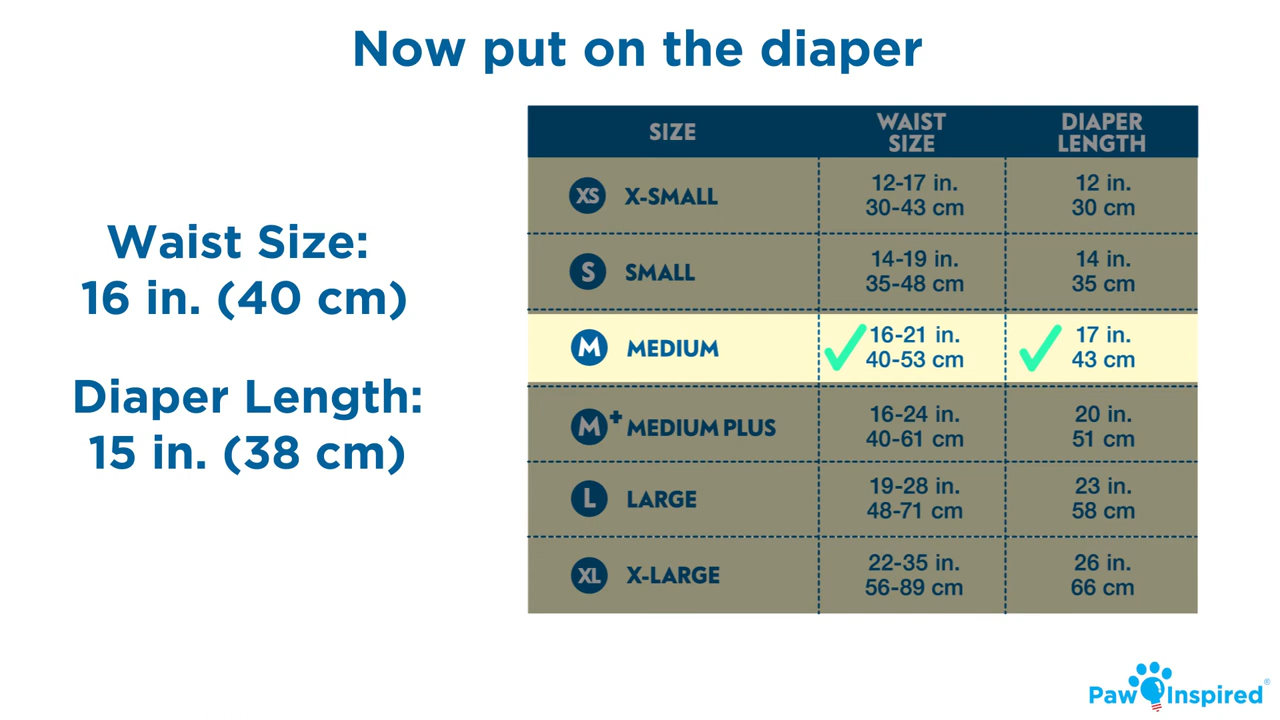 Now put on the diaper
Waist Size:
16 in. (40 cm)
Diaper Length:
15 in. (38 cm)
SIZE
WAIST
SIZE
DIAPER
LENGTH
XS X-SMALL
12-17 in.
30-43 cm
12 in.
30 cm
S SMALL
14-19 in.
35-48 cm
14 in.
35 cm
M MEDIUM
16-21 in.
40-53 cm
17 in.
43 cm
M+ MEDIUM PLUS
16-24 in.
40-61 cm
20 in.
51 cm
L LARGE
19-28 in.
48-71 cm
23 in.
58 cm
XL X-LARGE
22-35 in.
56-89 cm
26 in.
66 cm
Paw Inspired®